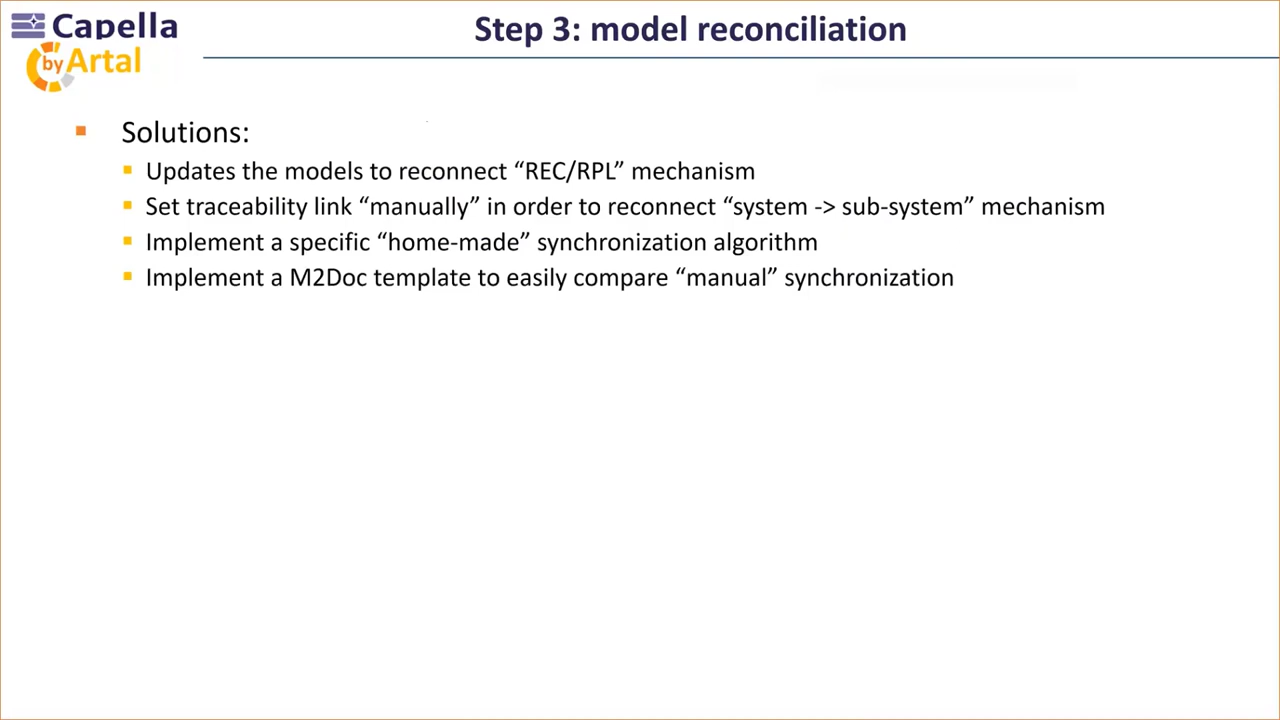 Capella
by Artal
Step 3: model reconciliation
Solutions:
Updates the models to reconnect “REC/RPL” mechanism
Set traceability link “manually” in order to reconnect “system -> sub-system” mechanism
Implement a specific “home-made” synchronization algorithm
Implement a M2Doc template to easily compare “manual” synchronization